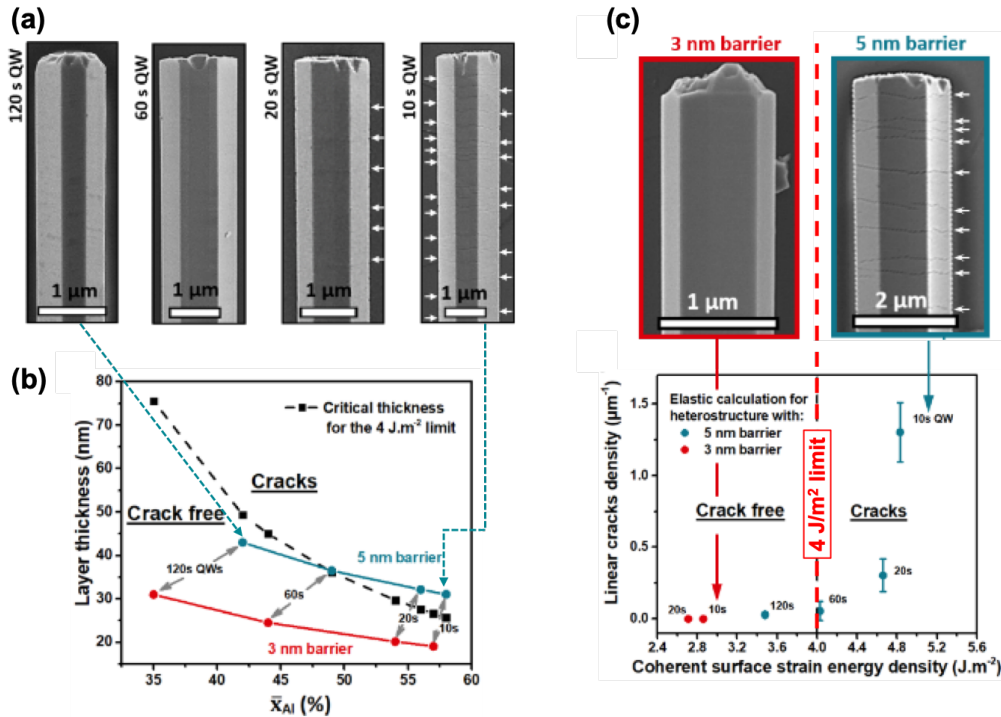 (a)
120 s QW
60 s QW
20 s QW
10 s QW
1 μm
1 μm
1 μm
1 μm
(b)
80
70
60
50
40
30
20
Layer thickness (nm)
Critical thickness
for the 4 J.m⁻² limit
Cracks
Crack free
5 nm barrier
120s QWs
60s
20s
10s
3 nm barrier
35
40
45
50
55
60
x̄Al (%)
(c)
3 nm barrier
5 nm barrier
1 μm
2 μm
1.5
1.0
0.5
0.0
Linear cracks density (μm⁻¹)
Elastic calculation for
heterostructure with:
5 nm barrier
3 nm barrier
10s QW
Crack free
4 J/m² limit
Cracks
20s
20s
10s
120s
60s
2.4
2.8
3.2
3.6
4.0
4.4
4.8
5.2
5.6
Coherent surface strain energy density (J.m⁻²)